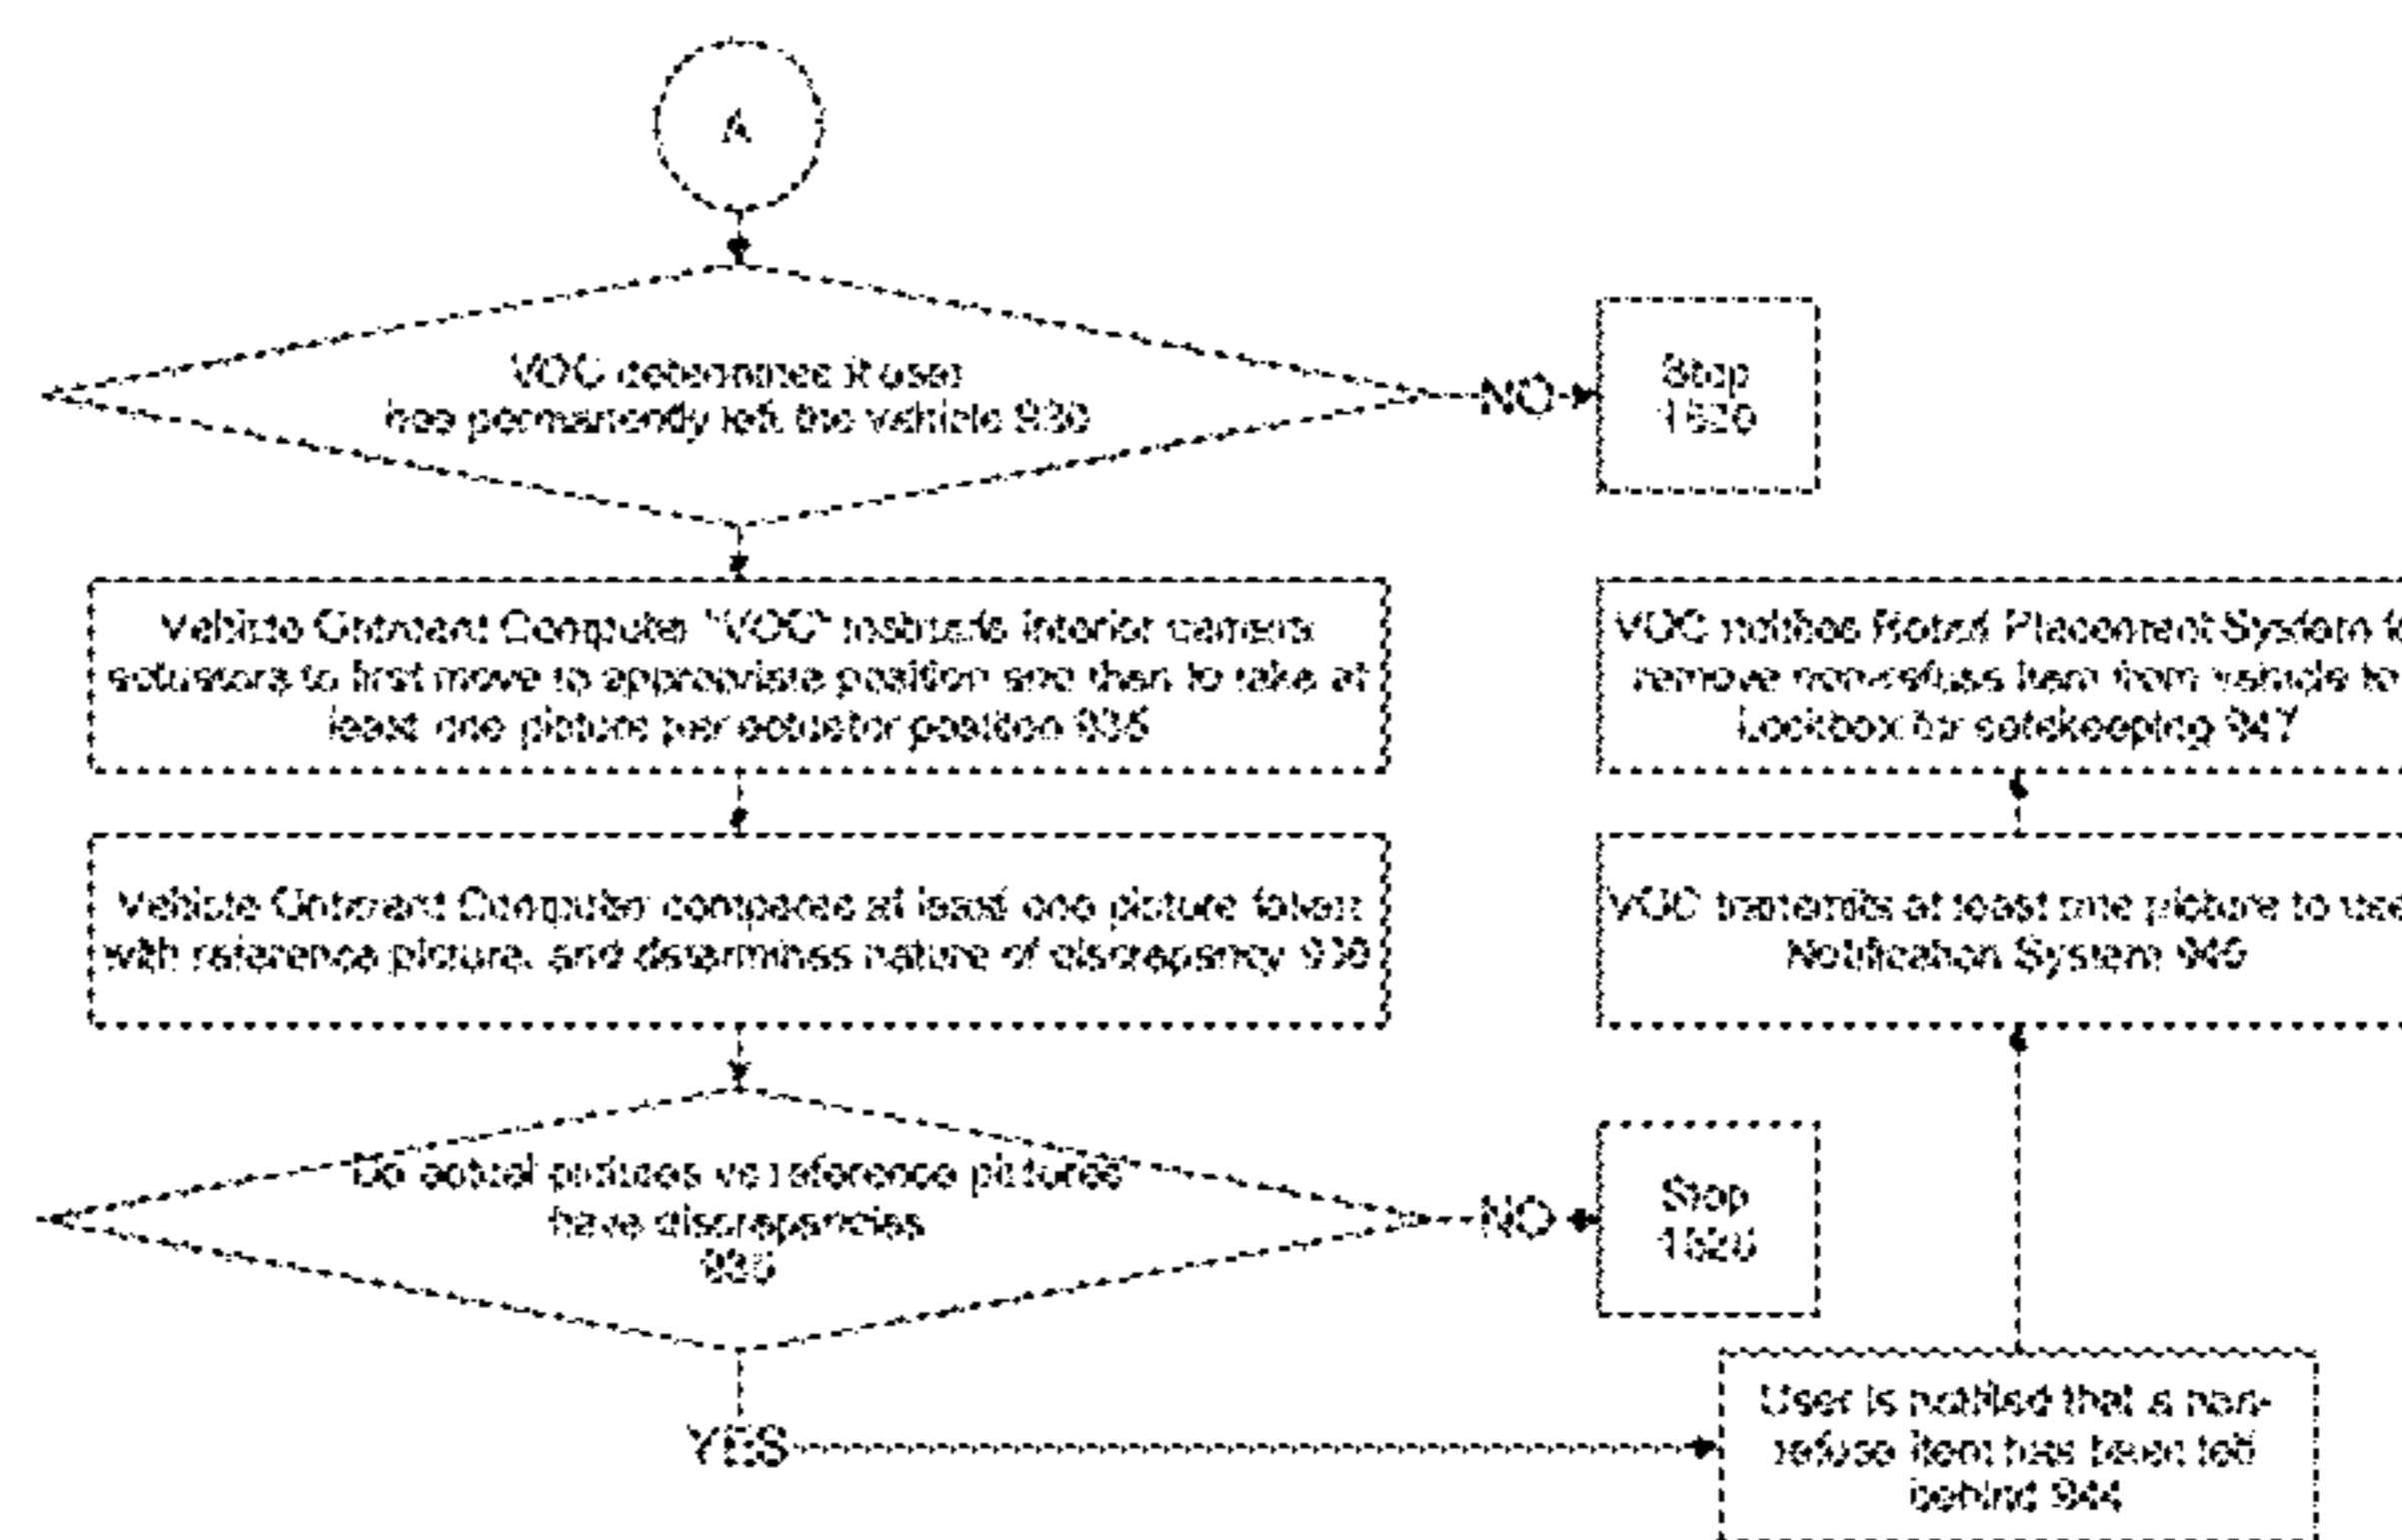 A
VOC determines if user
has permanently left the vehicle 930
NO
Stop
Vehicle Onboard Computer "VOC" instructs interior camera
actuators to first move to appropriate position and then to take at
least one picture per actuator position 935
VOC notifies Robot Placement System to
remove non-refuse item from vehicle to
Lockbox for safekeeping 947
Vehicle Onboard Computer compares at least one picture taken
with reference picture, and determines nature of discrepancy
VOC transmits at least one picture to
Notification System
Do actual pictures vs reference pictures
have discrepancies
NO
Stop
YES
User is notified that a non-
refuse item has been left
behind 944